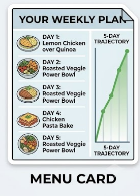 YOUR WEEKLY PLAN
DAY 1:
Lemon Chicken
over Quinoa
DAY 2:
Roasted Veggie
Power Bowl
DAY 3:
Roasted Veggie
Power Bowl
DAY 4:
Chicken
Pasta Bake
DAY 5:
Roasted Veggie
Power Bowl
5-DAY
TRAJECTORY
5-DAY
TRAJECTORY
MENU CARD